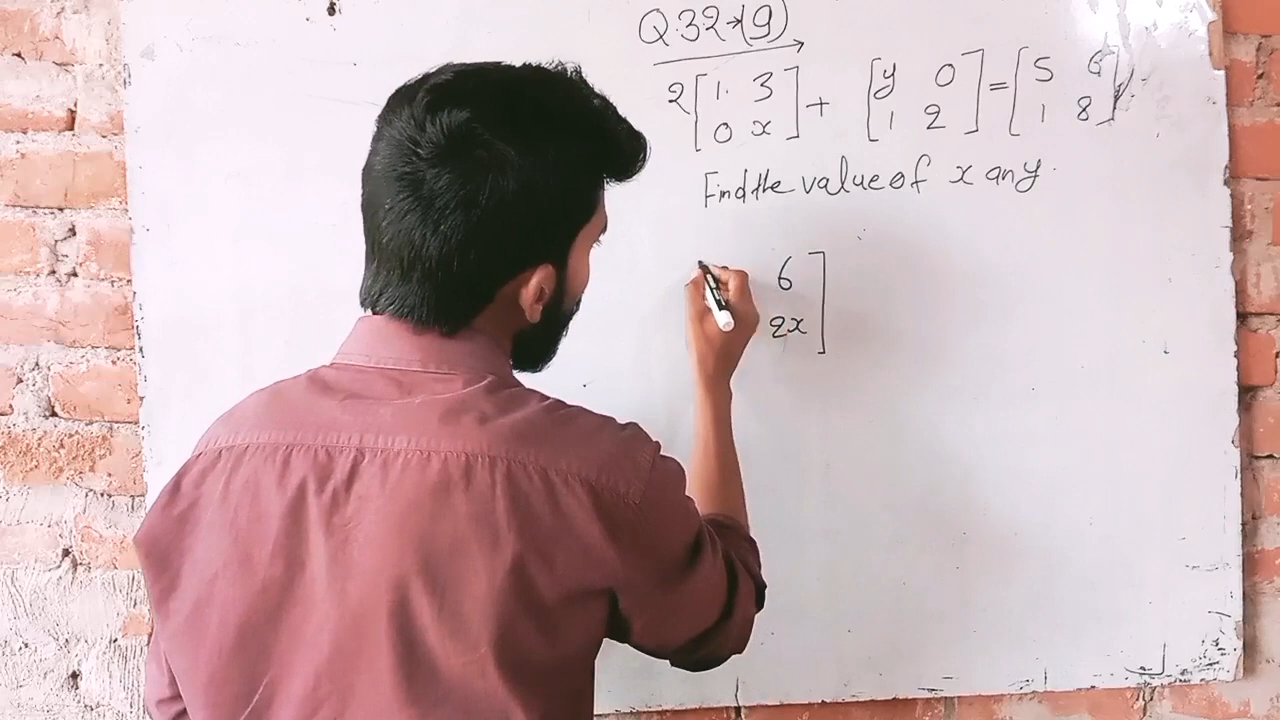 Q.32→(9)
2[1. 3] + [y 0] = [5 6]
[0 x] [1 2] [1 8]
Find the value of x any.
6]
2x]